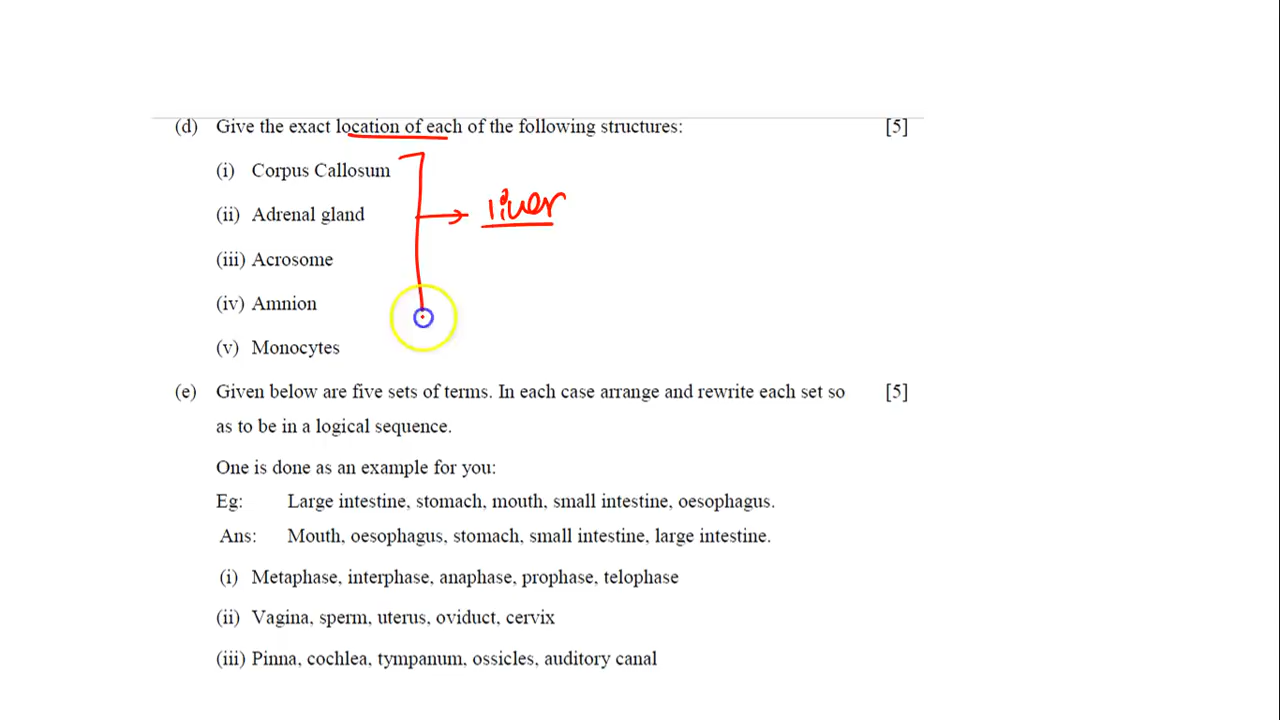 (d) Give the exact location of each of the following structures: [5]
(i) Corpus Callosum
(ii) Adrenal gland
liver
(iii) Acrosome
(iv) Amnion
(v) Monocytes
(e) Given below are five sets of terms. In each case arrange and rewrite each set so [5]
as to be in a logical sequence.
One is done as an example for you:
Eg: Large intestine, stomach, mouth, small intestine, oesophagus.
Ans: Mouth, oesophagus, stomach, small intestine, large intestine.
(i) Metaphase, interphase, anaphase, prophase, telophase
(ii) Vagina, sperm, uterus, oviduct, cervix
(iii) Pinna, cochlea, tympanum, ossicles, auditory canal